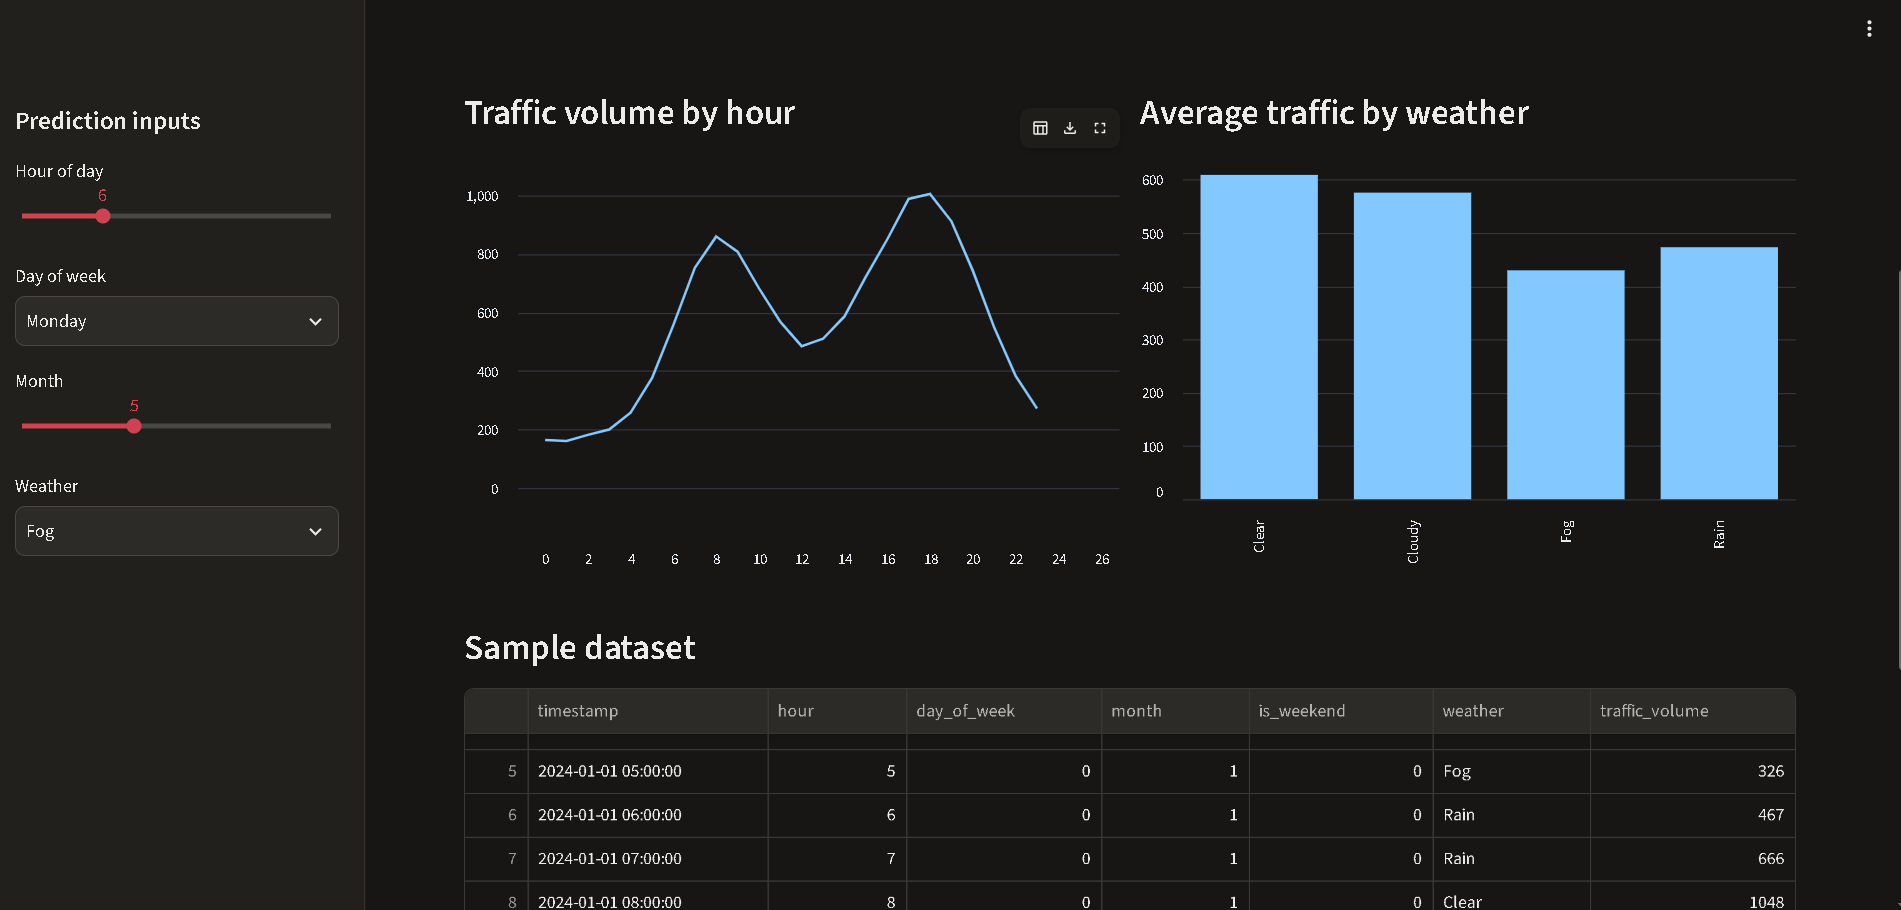 Prediction inputs
Hour of day
6
Day of week
Monday
Month
5
Weather
Fog
Traffic volume by hour
1,000
800
600
400
200
0
0 2 4 6 8 10 12 14 16 18 20 22 24 26
Average traffic by weather
600
500
400
300
200
100
0
Clear Cloudy Fog Rain
Sample dataset
timestamp hour day_of_week month is_weekend weather traffic_volume
5 2024-01-01 05:00:00 5 0 1 0 Fog 326
6 2024-01-01 06:00:00 6 0 1 0 Rain 467
7 2024-01-01 07:00:00 7 0 1 0 Rain 666
8 2024-01-01 08:00:00 8 0 1 0 Clear 1048